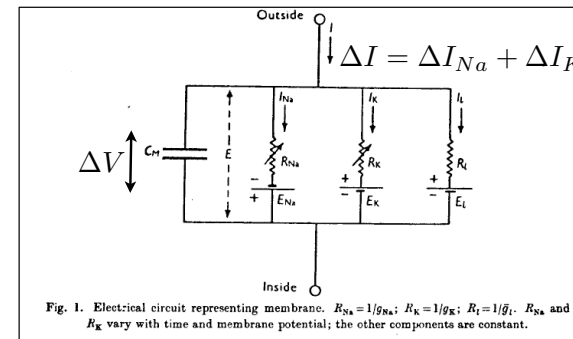 Outside
I
ΔI = ΔI_Na + ΔI
I_Na I_K I_l
ΔV C_M E R_Na R_K R_l
- + +
+ - -
E_Na E_K E_l
Inside
Fig. 1. Electrical circuit representing membrane. R_Na = 1/g_Na; R_K = 1/g_K; R_l = 1/ḡ_l. R_Na and
R_K vary with time and membrane potential; the other components are constant.